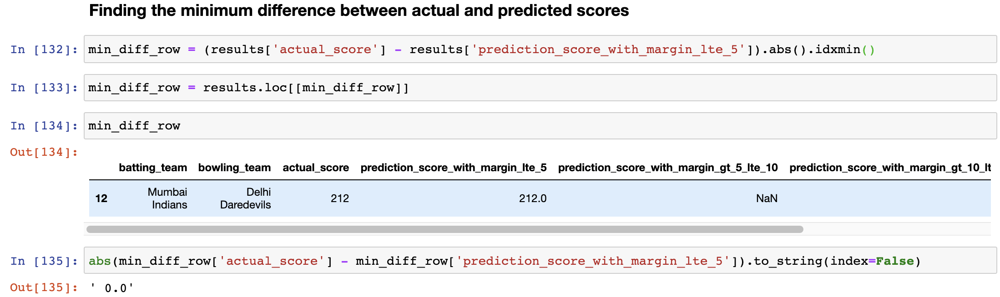 Finding the minimum difference between actual and predicted scores
In [132]: min_diff_row = (results['actual_score'] - results['prediction_score_with_margin_lte_5']).abs().idxmin()
In [133]: min_diff_row = results.loc[[min_diff_row]]
In [134]: min_diff_row
Out[134]:
batting_team bowling_team actual_score prediction_score_with_margin_lte_5 prediction_score_with_margin_gt_5_lte_10 prediction_score_with_margin_gt_10_lt
12 Mumbai Indians Delhi Daredevils 212 212.0 NaN
In [135]: abs(min_diff_row['actual_score'] - min_diff_row['prediction_score_with_margin_lte_5']).to_string(index=False)
Out[135]: ' 0.0'